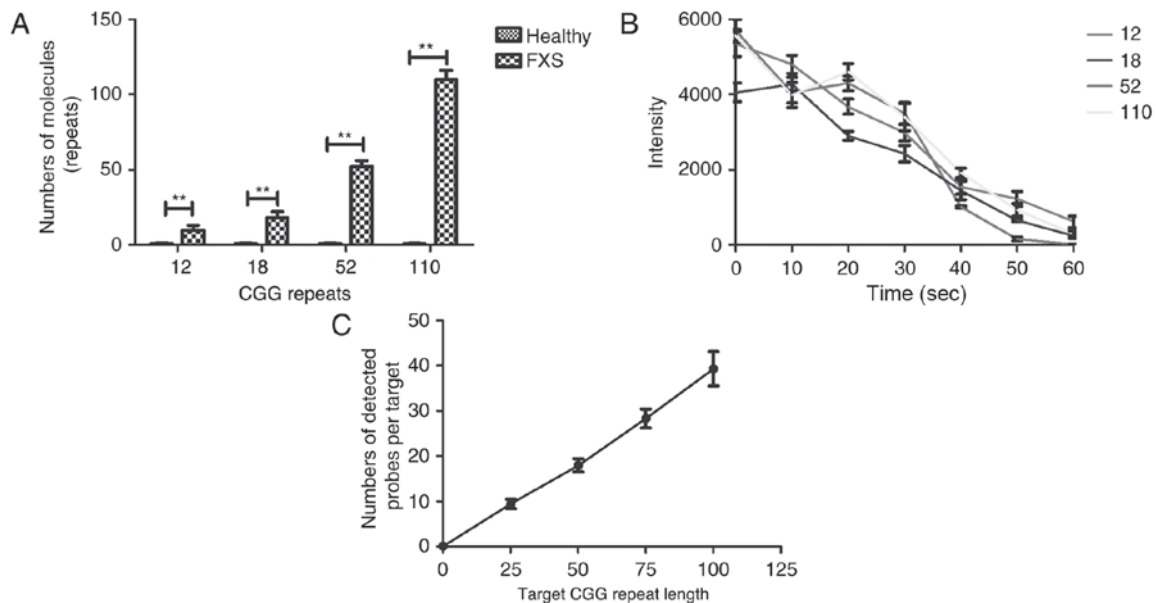 A
Numbers of molecules
(repeats)
150
100
50
0
**
**
**
**
Healthy
FXS
12 18 52 110
CGG repeats
B
Intensity
6000
4000
2000
0
0 10 20 30 40 50 60
Time (sec)
12
18
52
110
C
Numbers of detected
probes per target
50
40
30
20
10
0
0 25 50 75 100 125
Target CGG repeat length